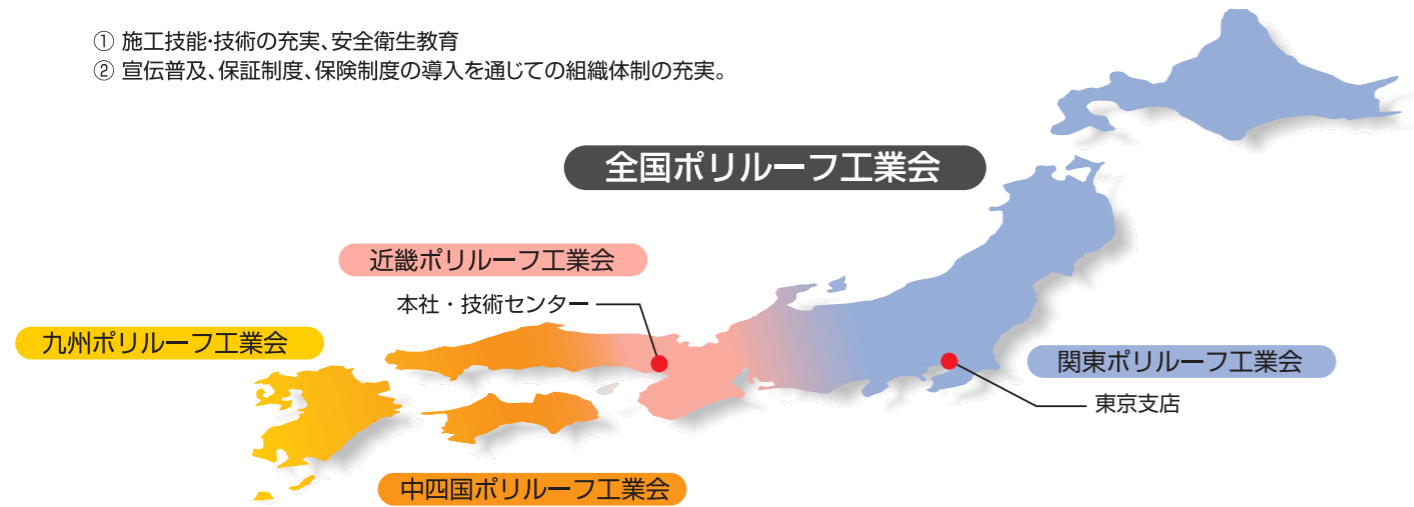 ① 施工技能・技術の充実、安全衛生教育
② 宣伝普及、保証制度、保険制度の導入を通じての組織体制の充実。
全国ポリルーフ工業会
近畿ポリルーフ工業会
本社・技術センター
九州ポリルーフ工業会
関東ポリルーフ工業会
東京支店
中四国ポリルーフ工業会